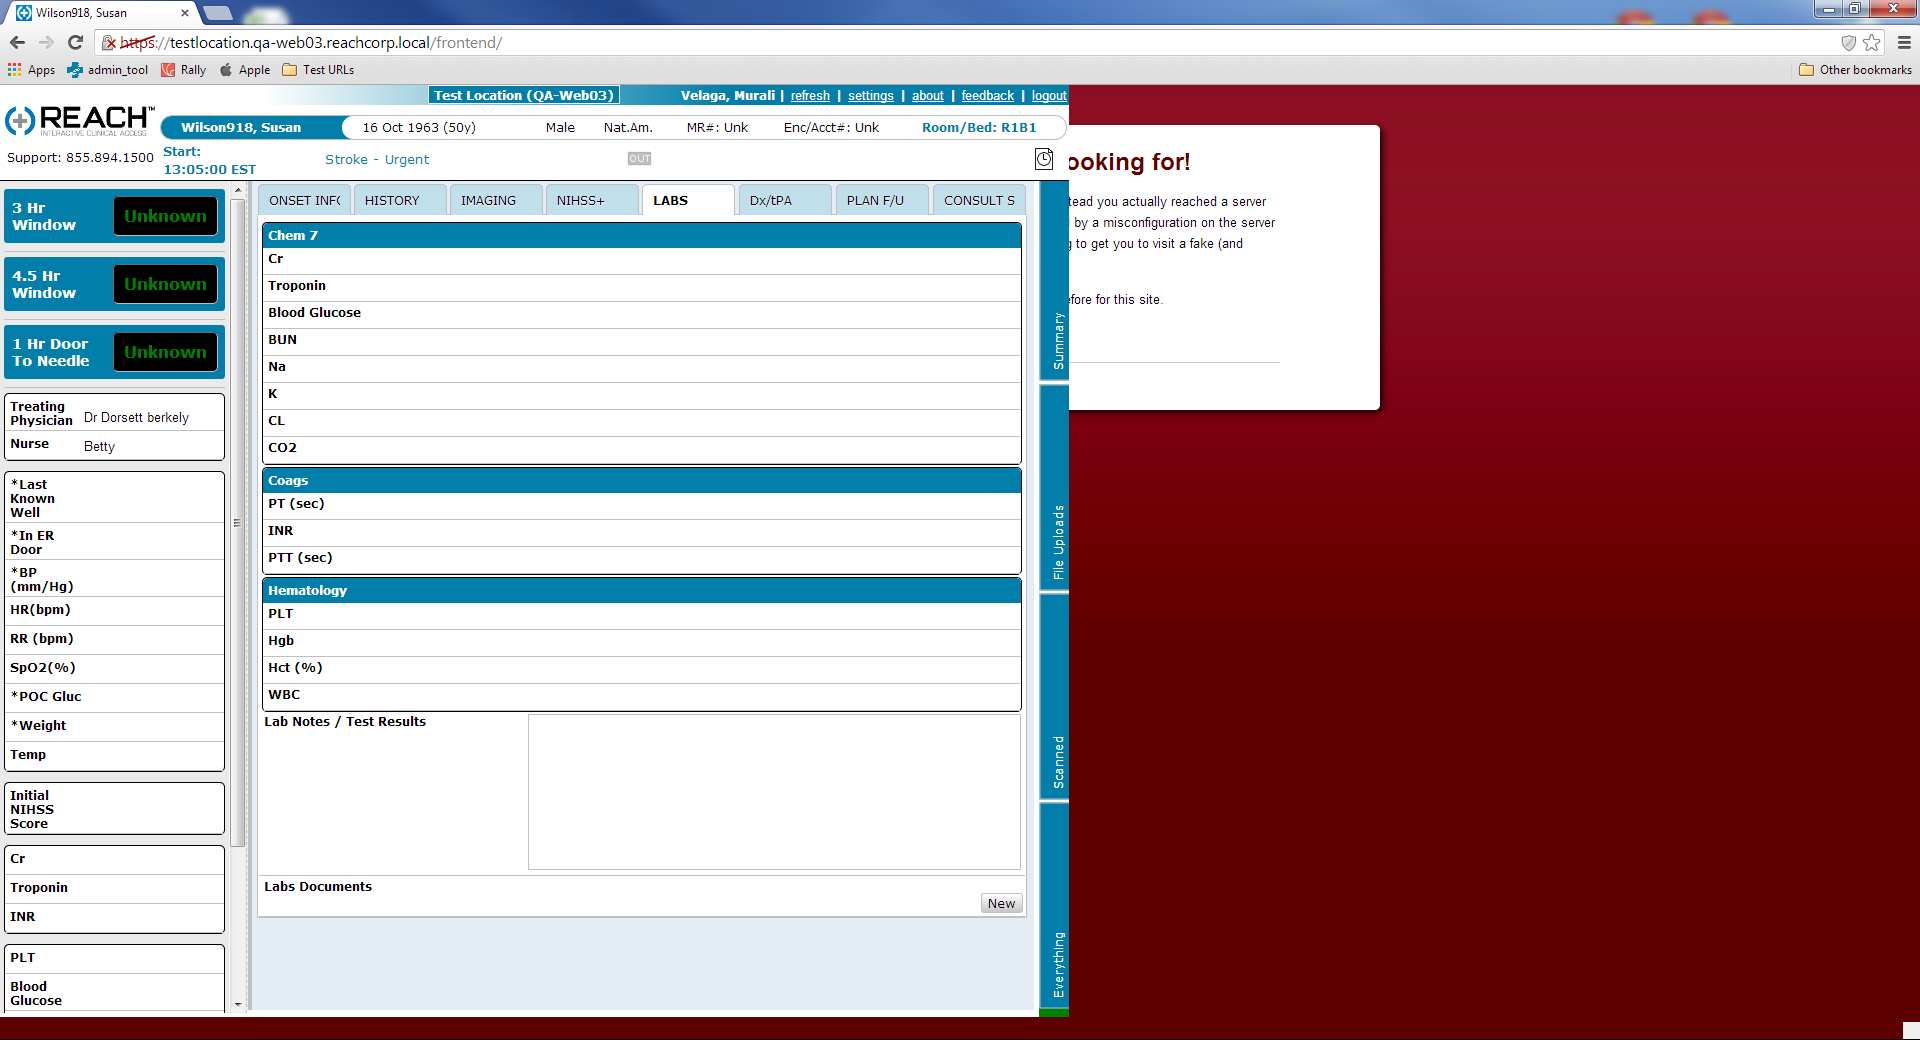 Wilson918, Susan
https://testlocation.qa-web03.reachcorp.local/frontend/
Apps admin_tool Rally Apple Test URLs Other bookmarks
Test Location (QA-Web03) Velaga, Murali | refresh | settings | about | feedback | logout
REACH™
INTERACTIVE CLINICAL ACCESS
Wilson918, Susan 16 Oct 1963 (50y) Male Nat.Am. MR#: Unk Enc/Acct#: Unk Room/Bed: R1B1
Support: 855.894.1500
Start:
13:05:00 EST
Stroke - Urgent
OUT
3 Hr
Window
Unknown
4.5 Hr
Window
Unknown
1 Hr Door
To Needle
Unknown
Treating
Physician
Dr Dorsett berkely
Nurse
Betty
*Last
Known
Well
*In ER
Door
*BP
(mm/Hg)
HR(bpm)
RR (bpm)
SpO2(%)
*POC Gluc
*Weight
Temp
Initial
NIHSS
Score
Cr
Troponin
INR
PLT
Blood
Glucose
ONSET INFO HISTORY IMAGING NIHSS+ LABS Dx/tPA PLAN F/U CONSULT S
Chem 7
Cr
Troponin
Blood Glucose
BUN
Na
K
CL
CO2
Coags
PT (sec)
INR
PTT (sec)
Hematology
PLT
Hgb
Hct (%)
WBC
Lab Notes / Test Results
Labs Documents
New
Summary
File Uploads
Scanned
Everything
ooking for!
tead you actually reached a server
by a misconfiguration on the server
to get you to visit a fake (and
efore for this site.